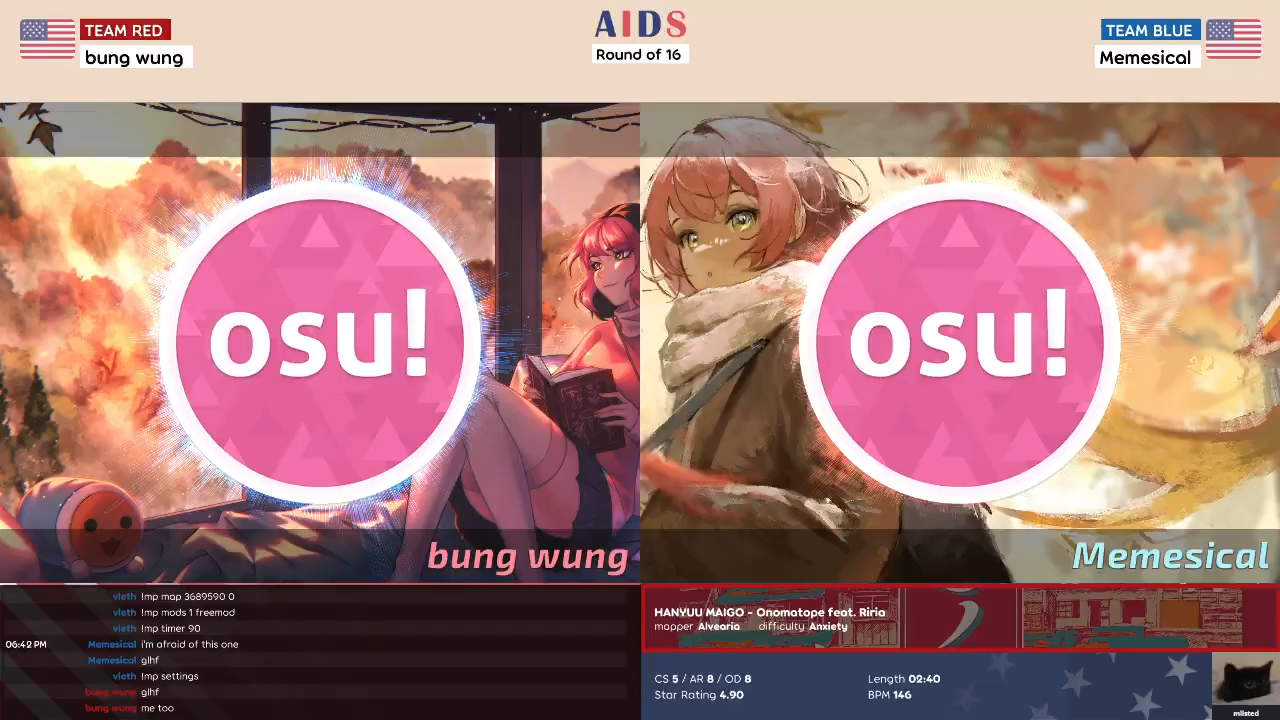 TEAM RED
bung wung
AIDS
Round of 16
TEAM BLUE
Memesical
osu!
osu!
bung wung
Memesical
vleth !mp map 3689590 0
vleth !mp mods 1 freemod
vleth !mp timer 90
06:42 PM Memesical i'm afraid of this one
Memesical glhf
vleth !mp settings
bung wung glhf
bung wung me too
HANYUU MAIGO - Onomatope feat. Riria
mapper Alvearia difficulty Anxiety
CS 5 / AR 8 / OD 8
Star Rating 4.90
Length 02:40
BPM 146
mlisted